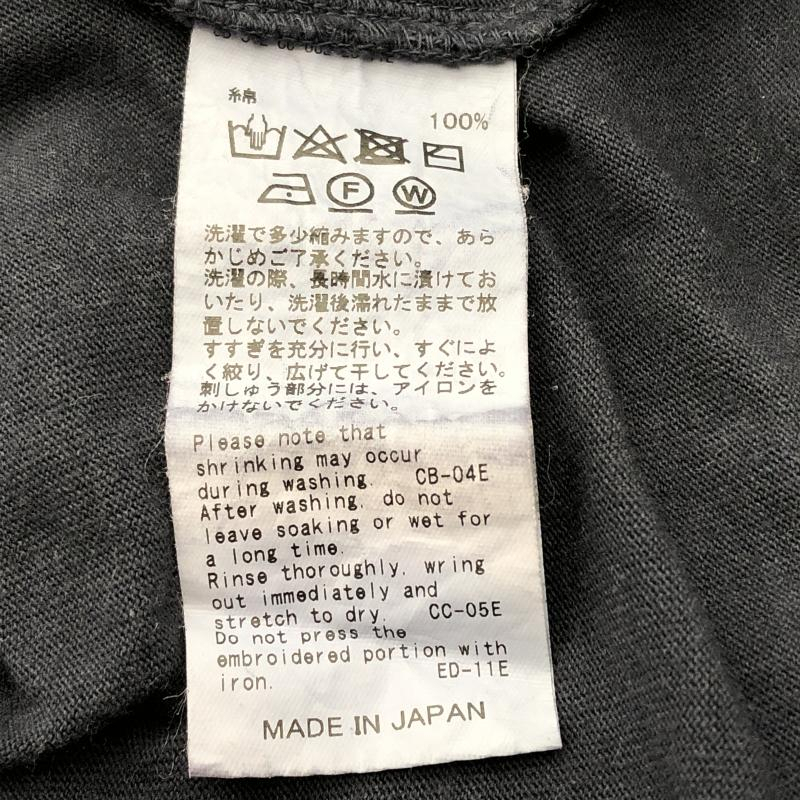 綿
100%
F W
洗濯で多少縮みますので、あら
かじめご了承ください。
洗濯の際、長時間水に漬けてお
いたり、洗濯後濡れたままで放
置しないでください。
すすぎを充分に行い、すぐによ
く絞り、広げて干してください。
刺しゅう部分には、アイロンを
かけないでください。
Please note that
shrinking may occur
during washing. CB-04E
After washing, do not
leave soaking or wet for
a long time.
Rinse thoroughly, wring
out immediately and
stretch to dry. CC-05E
Do not press the
embroidered portion with
iron. ED-11E
MADE IN JAPAN